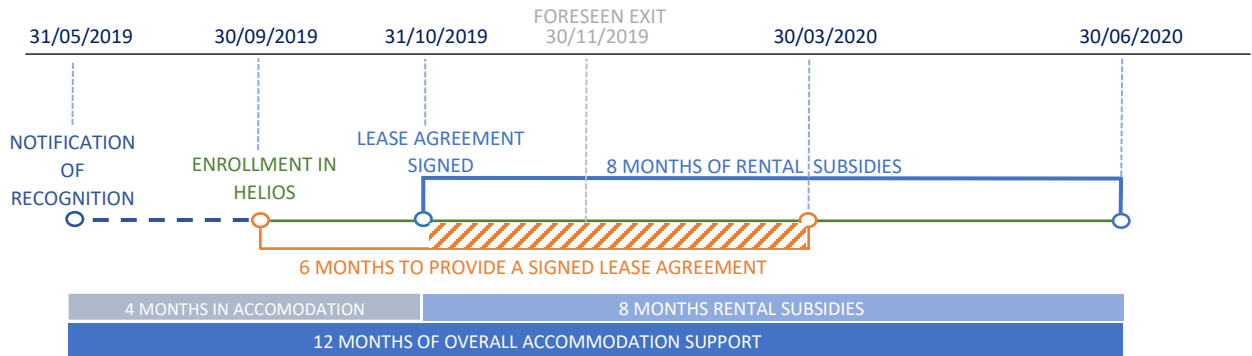 FORESEEN EXIT
31/05/2019 30/09/2019 31/10/2019 30/11/2019 30/03/2020 30/06/2020
NOTIFICATION
OF
RECOGNITION
ENROLLMENT IN
HELIOS
LEASE AGREEMENT
SIGNED
8 MONTHS OF RENTAL SUBSIDIES
6 MONTHS TO PROVIDE A SIGNED LEASE AGREEMENT
4 MONTHS IN ACCOMODATION 8 MONTHS RENTAL SUBSIDIES
12 MONTHS OF OVERALL ACCOMMODATION SUPPORT